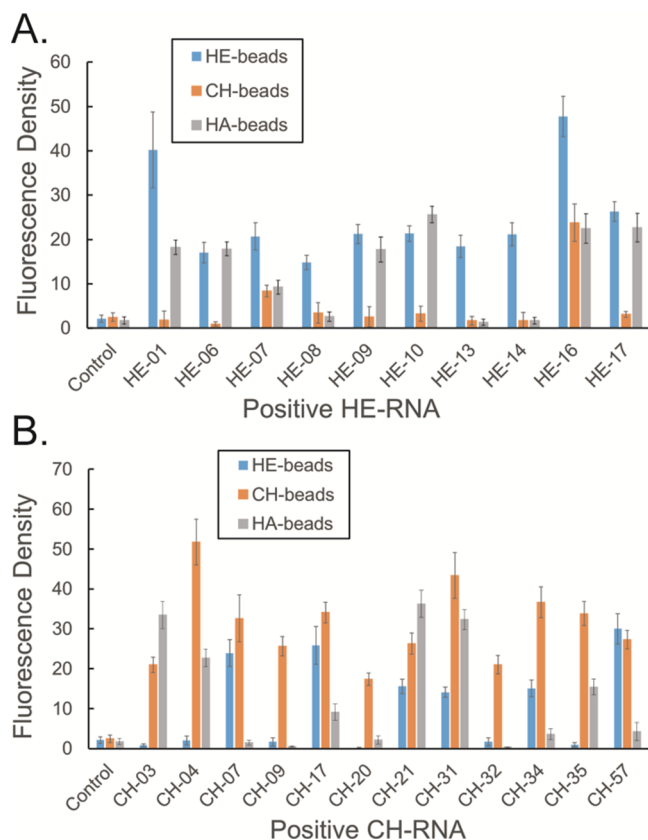 A.
HE-beads
CH-beads
HA-beads
Fluorescence Density
60
50
40
30
20
10
0
Control
HE-01
HE-06
HE-07
HE-08
HE-09
HE-10
HE-13
HE-14
HE-16
HE-17
Positive HE-RNA
B.
HE-beads
CH-beads
HA-beads
Fluorescence Density
70
60
50
40
30
20
10
0
Control
CH-03
CH-04
CH-07
CH-09
CH-17
CH-20
CH-21
CH-31
CH-32
CH-34
CH-35
CH-57
Positive CH-RNA